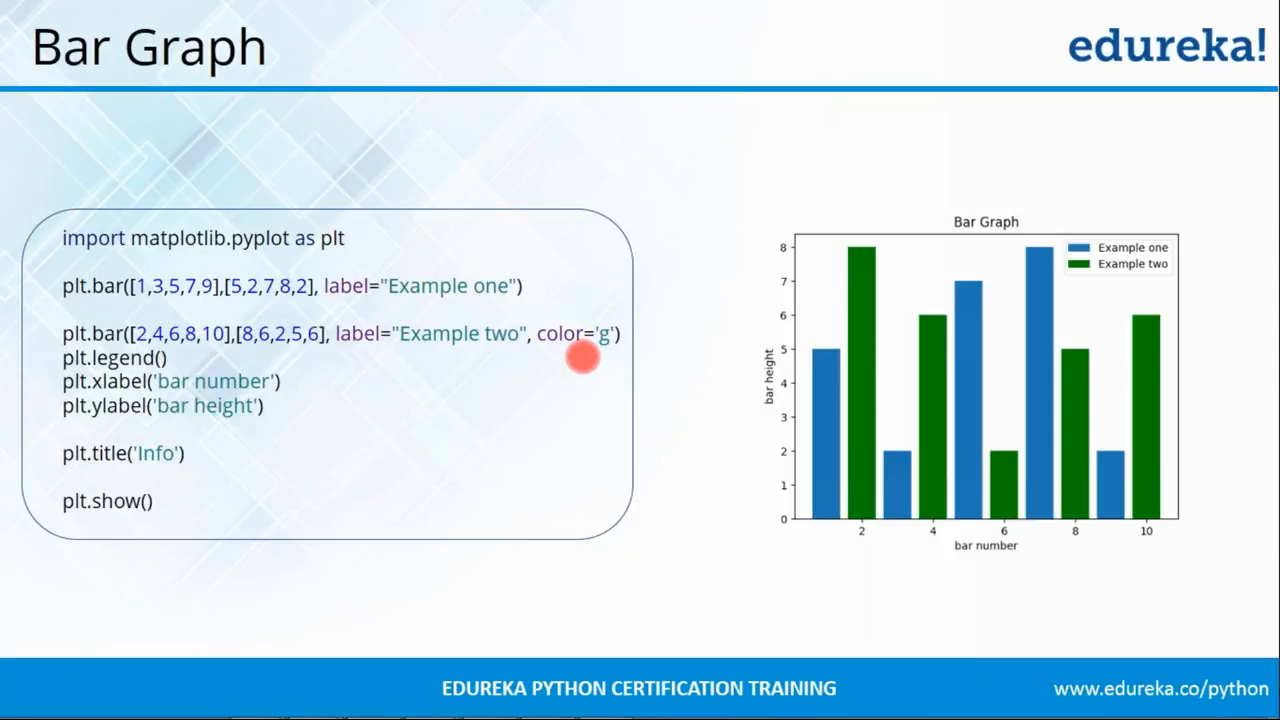 Bar Graph
edureka!
import matplotlib.pyplot as plt
plt.bar([1,3,5,7,9],[5,2,7,8,2], label="Example one")
plt.bar([2,4,6,8,10],[8,6,2,5,6], label="Example two", color='g')
plt.legend()
plt.xlabel('bar number')
plt.ylabel('bar height')
plt.title('Info')
plt.show()
Bar Graph
Example one
Example two
8
7
6
5
4
3
2
1
0
bar height
2 4 6 8 10
bar number
EDUREKA PYTHON CERTIFICATION TRAINING
www.edureka.co/python